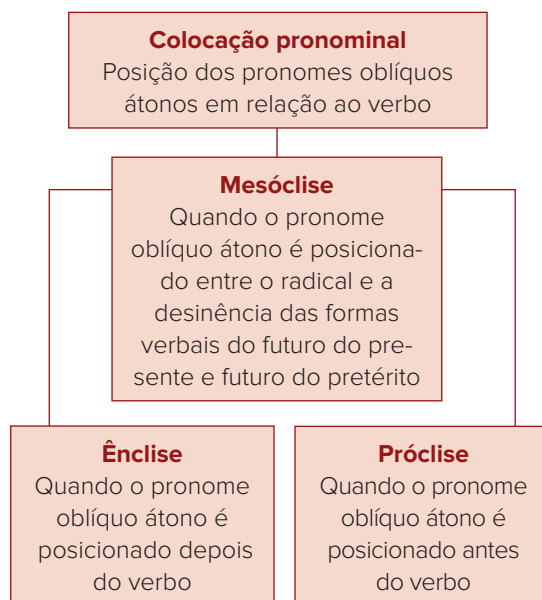 Colocação pronominal
Posição dos pronomes oblíquos
átonos em relação ao verbo
Mesóclise
Quando o pronome
oblíquo átono é posiciona-
do entre o radical e a
desinência das formas
verbais do futuro do pre-
sente e futuro do pretérito
Ênclise
Quando o pronome
oblíquo átono é
posicionado depois
do verbo
Próclise
Quando o pronome
oblíquo átono é
posicionado antes
do verbo